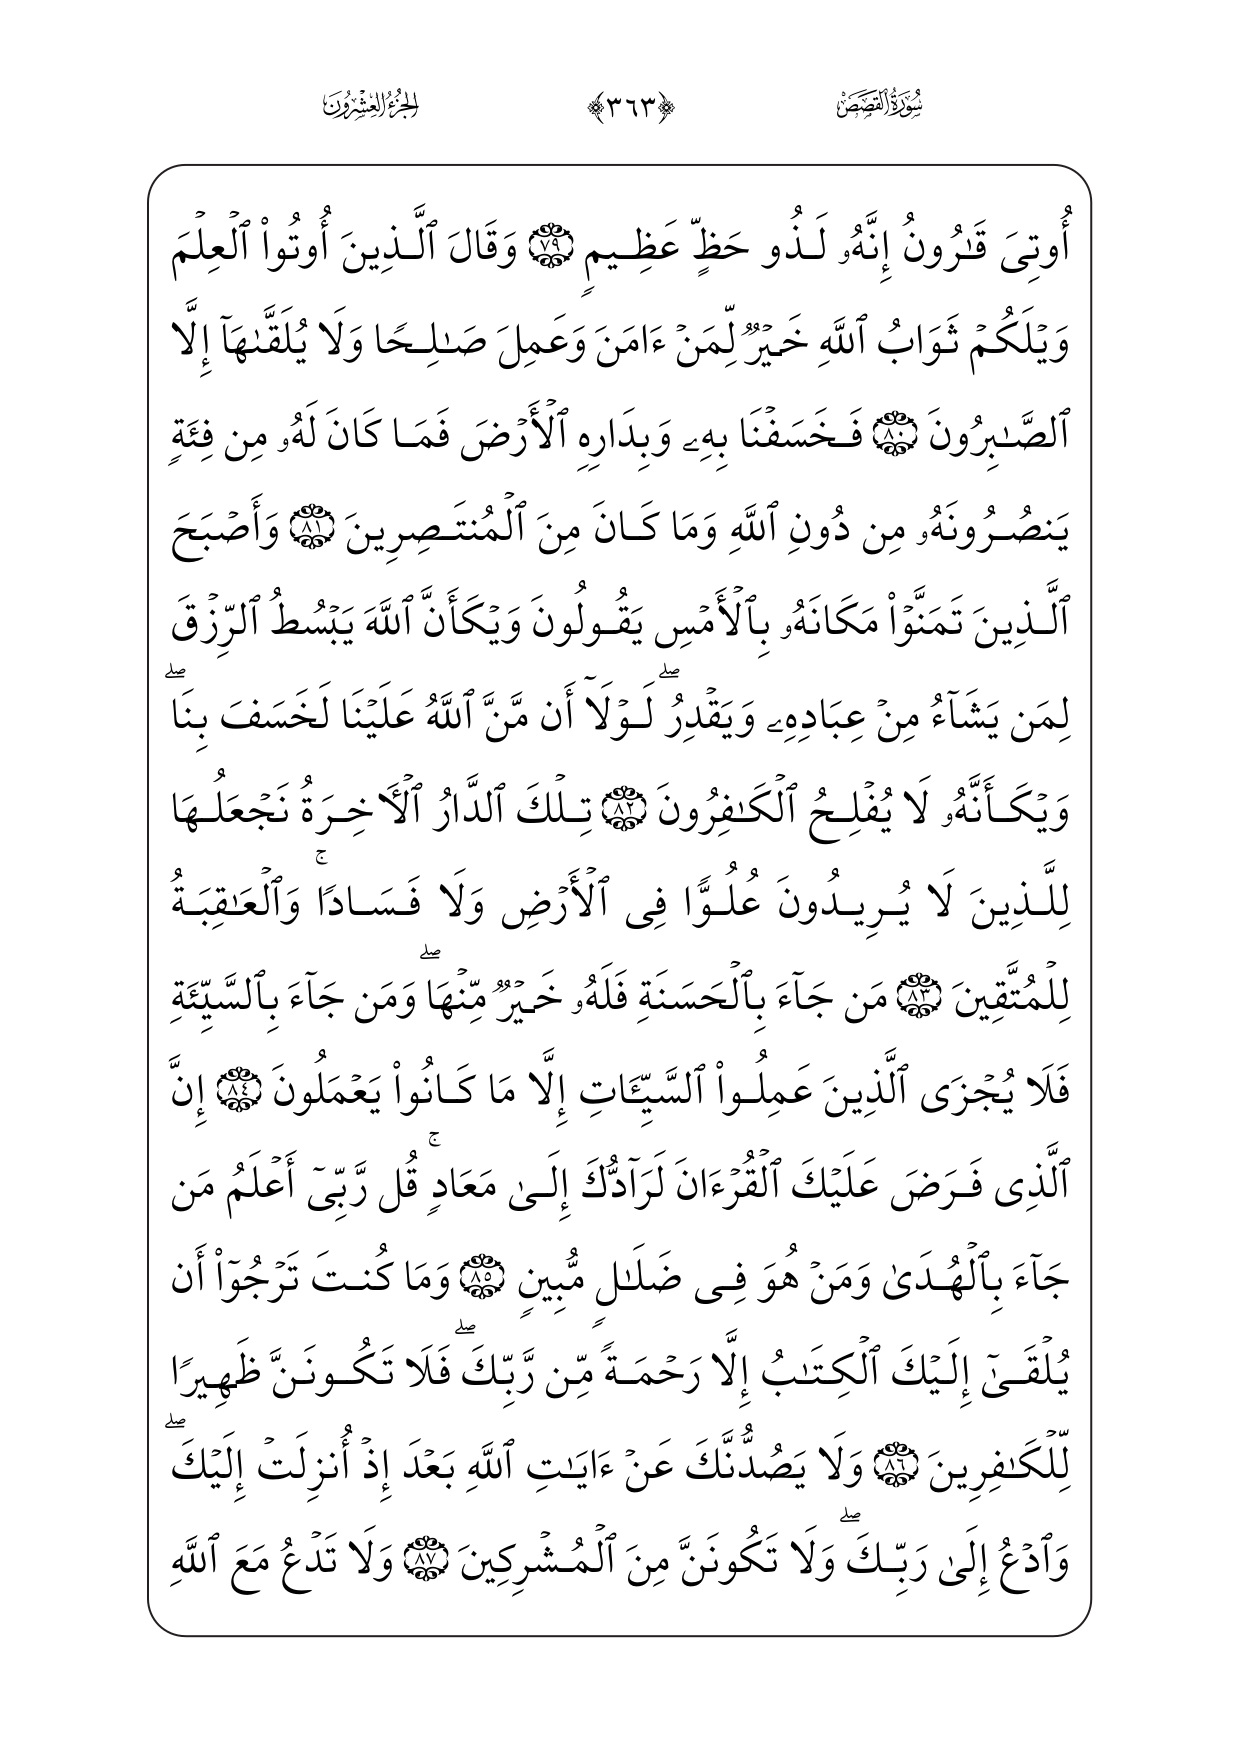 سُورَةُ القَصَصِ ﴿٣٦٣﴾ الجُزْءُ العِشْرُونَ
أُوتِىَ قَـٰرُونُ إِنَّهُۥ لَذُو حَظٍّ عَظِيمٍ ٧٩ وَقَالَ ٱلَّذِينَ أُوتُوا۟ ٱلْعِلْمَ
وَيْلَكُمْ ثَوَابُ ٱللَّهِ خَيْرٌ لِّمَنْ ءَامَنَ وَعَمِلَ صَـٰلِحًا وَلَا يُلَقَّىٰهَآ إِلَّا
ٱلصَّـٰبِرُونَ ٨٠ فَخَسَفْنَا بِهِۦ وَبِدَارِهِ ٱلْأَرْضَ فَمَا كَانَ لَهُۥ مِن فِئَةٍ
يَنصُرُونَهُۥ مِن دُونِ ٱللَّهِ وَمَا كَانَ مِنَ ٱلْمُنتَصِرِينَ ٨١ وَأَصْبَحَ
ٱلَّذِينَ تَمَنَّوْا۟ مَكَانَهُۥ بِٱلْأَمْسِ يَقُولُونَ وَيْكَأَنَّ ٱللَّهَ يَبْسُطُ ٱلرِّزْقَ
لِمَن يَشَآءُ مِنْ عِبَادِهِۦ وَيَقْدِرُ ۖ لَوْلَآ أَن مَّنَّ ٱللَّهُ عَلَيْنَا لَخَسَفَ بِنَا ۖ
وَيْكَأَنَّهُۥ لَا يُفْلِحُ ٱلْكَـٰفِرُونَ ٨٢ تِلْكَ ٱلدَّارُ ٱلْـَٔاخِرَةُ نَجْعَلُهَا
لِلَّذِينَ لَا يُرِيدُونَ عُلُوًّا فِى ٱلْأَرْضِ وَلَا فَسَادًا ۚ وَٱلْعَـٰقِبَةُ
لِلْمُتَّقِينَ ٨٣ مَن جَآءَ بِٱلْحَسَنَةِ فَلَهُۥ خَيْرٌ مِّنْهَا ۖ وَمَن جَآءَ بِٱلسَّيِّئَةِ
فَلَا يُجْزَى ٱلَّذِينَ عَمِلُوا۟ ٱلسَّيِّـَٔاتِ إِلَّا مَا كَانُوا۟ يَعْمَلُونَ ٨٤ إِنَّ
ٱلَّذِى فَرَضَ عَلَيْكَ ٱلْقُرْءَانَ لَرَآدُّكَ إِلَىٰ مَعَادٍ ۚ قُل رَّبِّىٓ أَعْلَمُ مَن
جَآءَ بِٱلْهُدَىٰ وَمَنْ هُوَ فِى ضَلَـٰلٍ مُّبِينٍ ٨٥ وَمَا كُنتَ تَرْجُوٓا۟ أَن
يُلْقَىٰٓ إِلَيْكَ ٱلْكِتَـٰبُ إِلَّا رَحْمَةً مِّن رَّبِّكَ ۖ فَلَا تَكُونَنَّ ظَهِيرًا
لِّلْكَـٰفِرِينَ ٨٦ وَلَا يَصُدُّنَّكَ عَنْ ءَايَـٰتِ ٱللَّهِ بَعْدَ إِذْ أُنزِلَتْ إِلَيْكَ ۖ
وَٱدْعُ إِلَىٰ رَبِّكَ ۖ وَلَا تَكُونَنَّ مِنَ ٱلْمُشْرِكِينَ ٨٧ وَلَا تَدْعُ مَعَ ٱللَّهِ